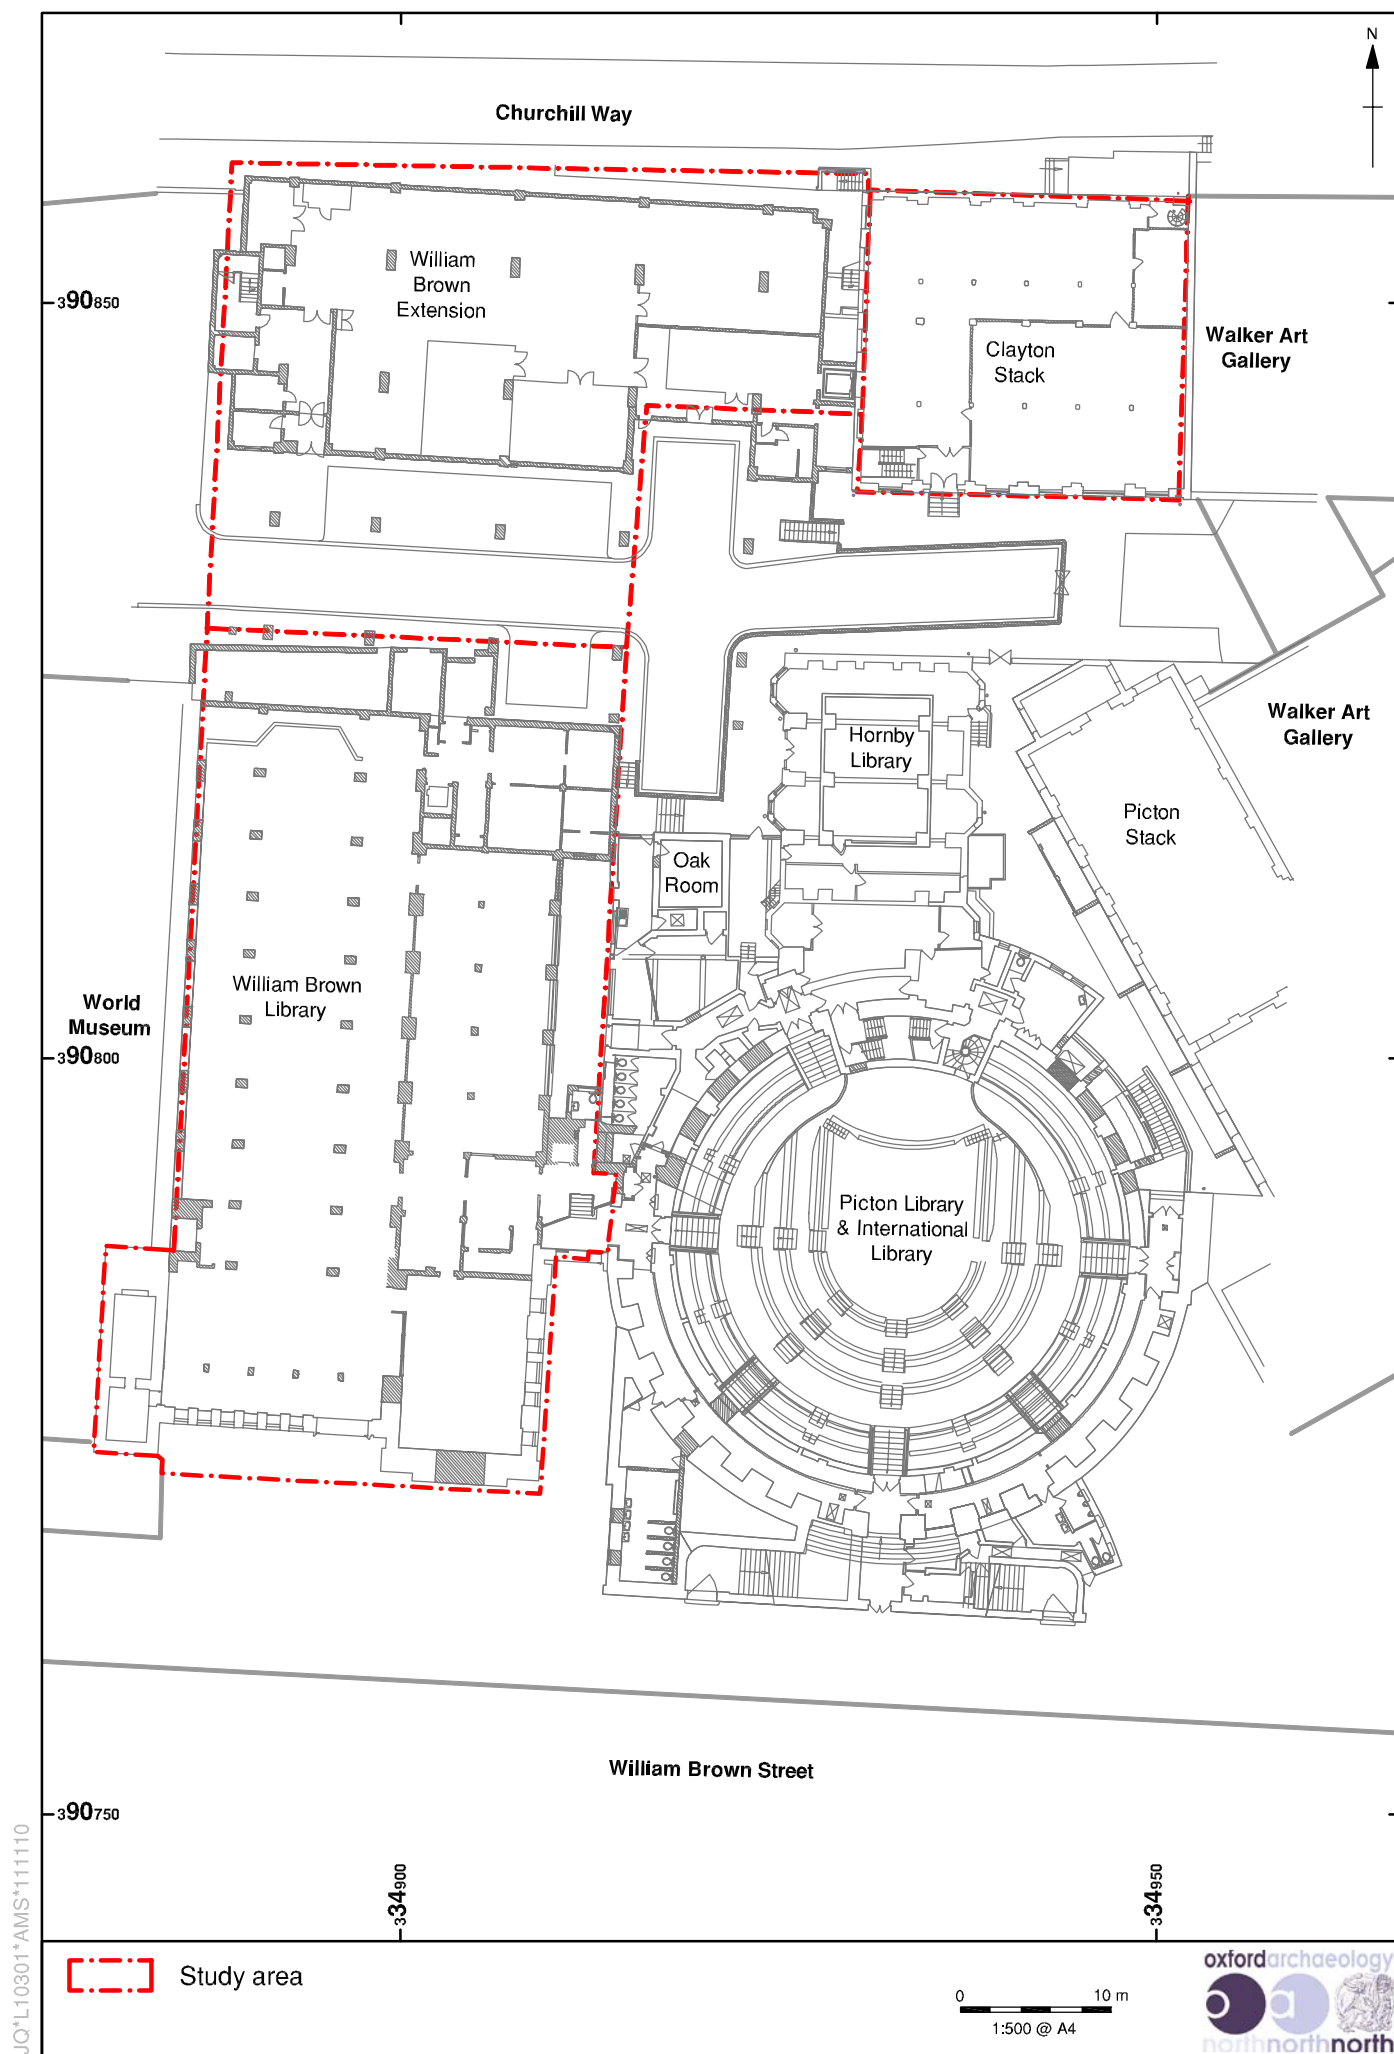 N
Churchill Way
William
Brown
Extension
390850
Clayton
Stack
Walker Art
Gallery
Hornby
Library
Walker Art
Gallery
Picton
Stack
Oak
Room
William Brown
Library
World
Museum
390800
Picton Library
& International
Library
William Brown Street
390750
334900
334950
JQ*L10301*AMS*111110
Study area
0 10 m
1:500 @ A4
oxfordarchaeology
o a
northnorthnorth